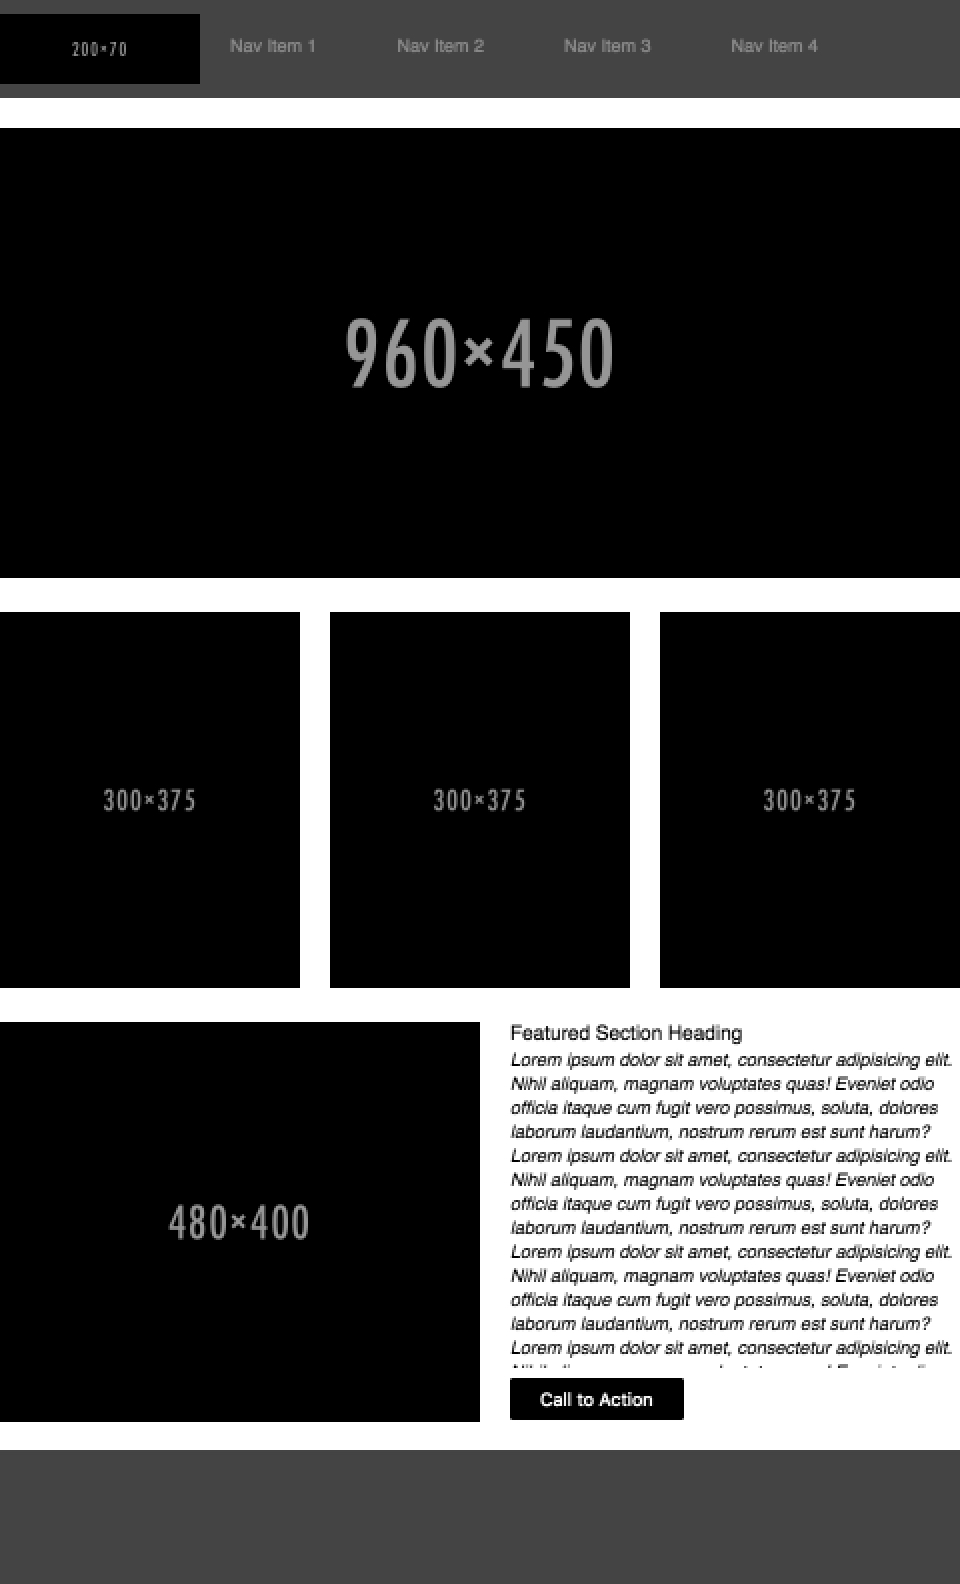 200×70
Nav Item 1
Nav Item 2
Nav Item 3
Nav Item 4
960×450
300×375
300×375
300×375
480×400
Featured Section Heading
Lorem ipsum dolor sit amet, consectetur adipisicing elit.
Nihil aliquam, magnam voluptates quas! Eveniet odio
officia itaque cum fugit vero possimus, soluta, dolores
laborum laudantium, nostrum rerum est sunt harum?
Lorem ipsum dolor sit amet, consectetur adipisicing elit.
Nihil aliquam, magnam voluptates quas! Eveniet odio
officia itaque cum fugit vero possimus, soluta, dolores
laborum laudantium, nostrum rerum est sunt harum?
Lorem ipsum dolor sit amet, consectetur adipisicing elit.
Nihil aliquam, magnam voluptates quas! Eveniet odio
officia itaque cum fugit vero possimus, soluta, dolores
laborum laudantium, nostrum rerum est sunt harum?
Lorem ipsum dolor sit amet, consectetur adipisicing elit.
Call to Action